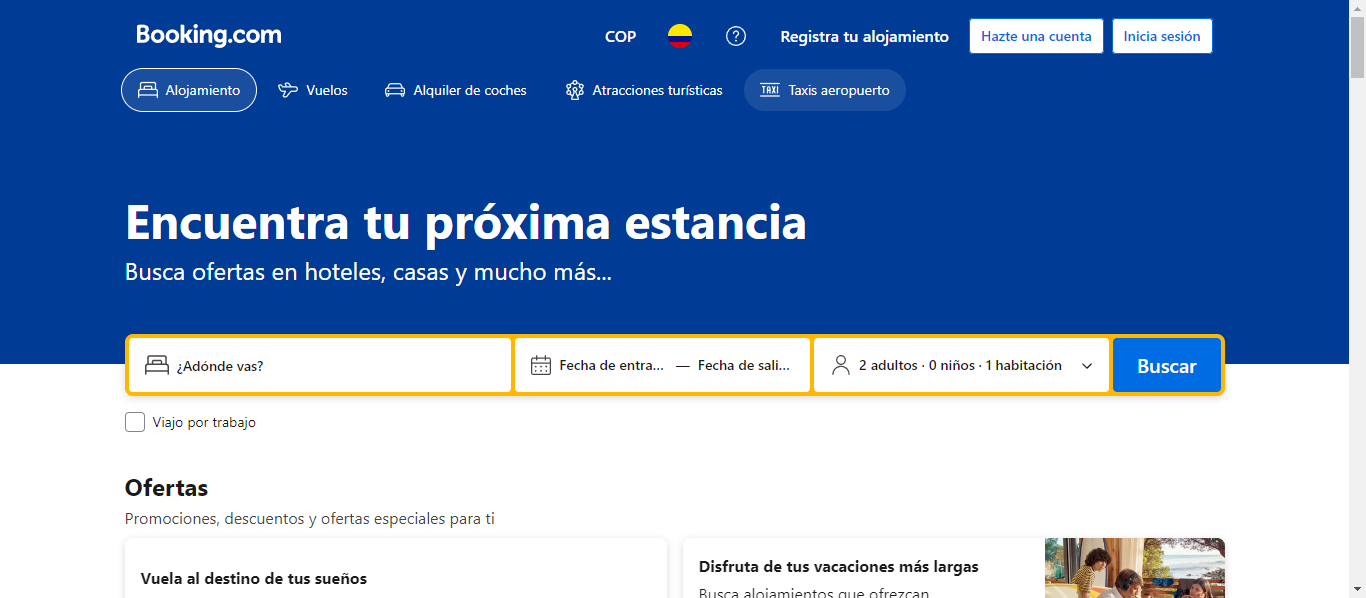 Booking.com
COP
Registra tu alojamiento
Hazte una cuenta
Inicia sesión
Alojamiento
Vuelos
Alquiler de coches
Atracciones turísticas
TAXI
Taxis aeropuerto
Encuentra tu próxima estancia
Busca ofertas en hoteles, casas y mucho más...
¿Adónde vas?
Fecha de entra... — Fecha de sali...
2 adultos · 0 niños · 1 habitación
Buscar
Viajo por trabajo
Ofertas
Promociones, descuentos y ofertas especiales para ti
Vuela al destino de tus sueños
Disfruta de tus vacaciones más largas
Busca alojamientos que ofrezcan